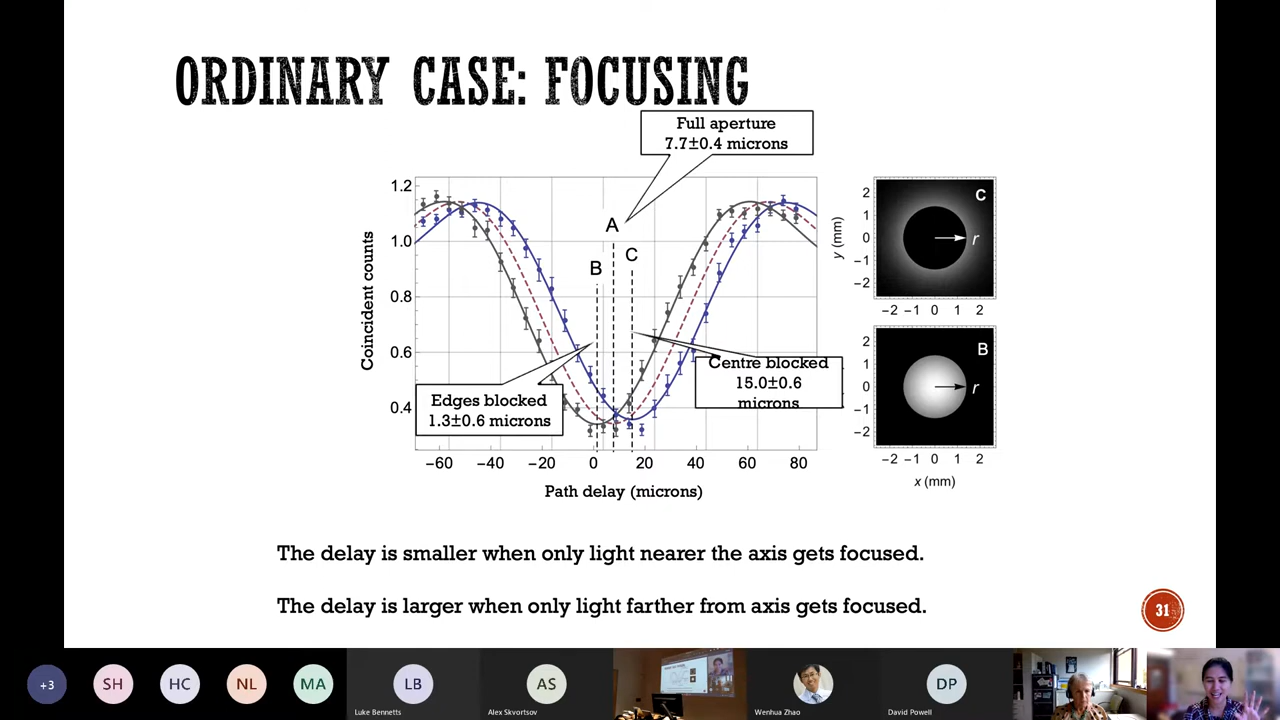 ORDINARY CASE: FOCUSING
Full aperture
7.7±0.4 microns
1.2
1.0
0.8
0.6
0.4
Coincident counts
A
B
C
Edges blocked
1.3±0.6 microns
Centre blocked
15.0±0.6
microns
−60 −40 −20 0 20 40 60 80
Path delay (microns)
C
r
2
1
0
−1
−2
y (mm)
−2 −1 0 1 2
B
r
2
1
0
−1
−2
−2 −1 0 1 2
x (mm)
The delay is smaller when only light nearer the axis gets focused.
The delay is larger when only light farther from axis gets focused.
31
+3
SH
HC
NL
MA
LB
Luke Bennetts
AS
Alex Skvortsov
Wenhua Zhao
DP
David Powell